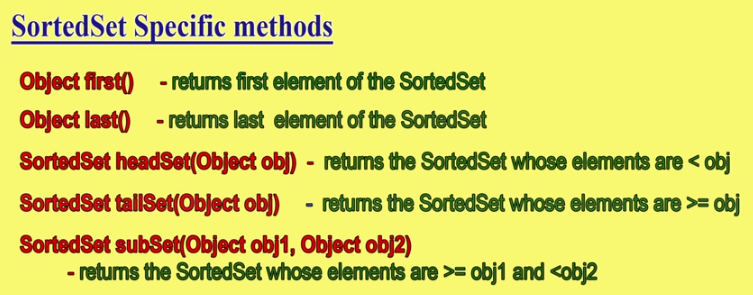 SortedSet Specific methods
Object first() - returns first element of the SortedSet
Object last() - returns last element of the SortedSet
SortedSet headSet(Object obj) - returns the SortedSet whose elements are < obj
SortedSet tailSet(Object obj) - returns the SortedSet whose elements are >= obj
SortedSet subSet(Object obj1, Object obj2)
- returns the SortedSet whose elements are >= obj1 and <obj2